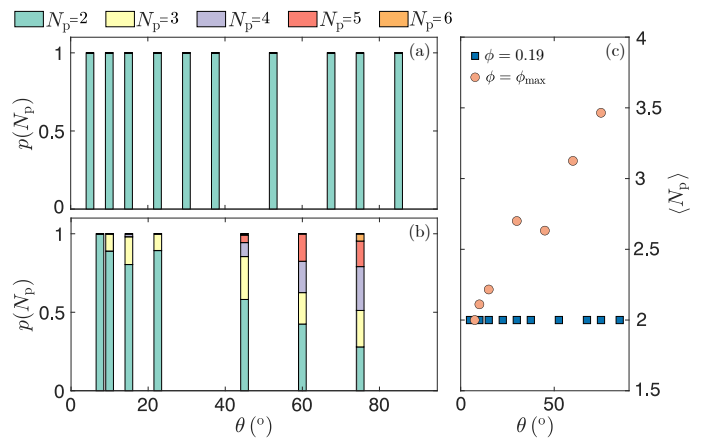 N_p=2 N_p=3 N_p=4 N_p=5 N_p=6
(a)
p(N_p)
1
0.5
0
(b)
p(N_p)
1
0.5
0
0 20 40 60 80
θ (°)
(c)
ϕ = 0.19
ϕ = ϕ_max
4
3.5
3
2.5
2
1.5
⟨N_p⟩
0 50
θ (°)